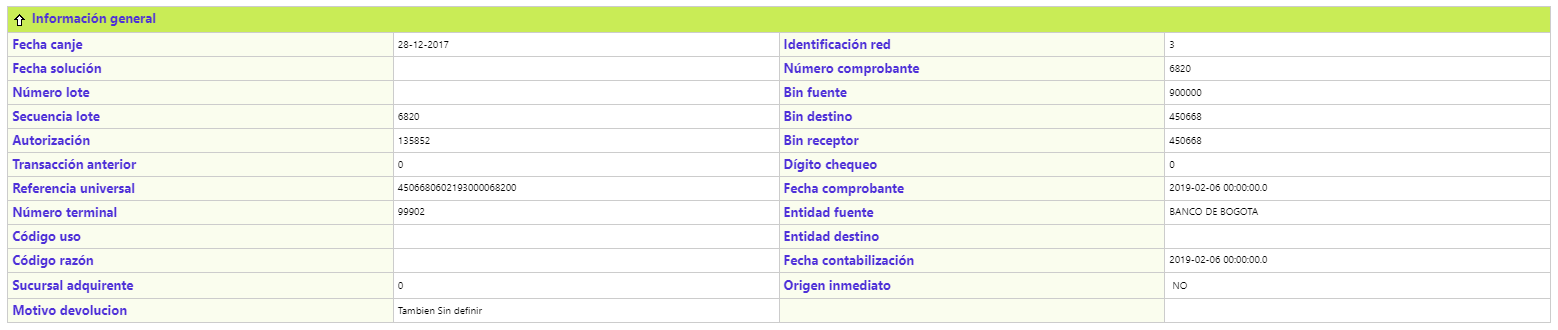 Información general
Fecha canje 28-12-2017 Identificación red 3
Fecha solución Número comprobante 6820
Número lote Bin fuente 900000
Secuencia lote 6820 Bin destino 450668
Autorización 135852 Bin receptor 450668
Transacción anterior 0 Dígito chequeo 0
Referencia universal 4506680602193000068200 Fecha comprobante 2019-02-06 00:00:00.0
Número terminal 99902 Entidad fuente BANCO DE BOGOTA
Código uso Entidad destino
Código razón Fecha contabilización 2019-02-06 00:00:00.0
Sucursal adquirente 0 Origen inmediato NO
Motivo devolucion Tambien Sin definir